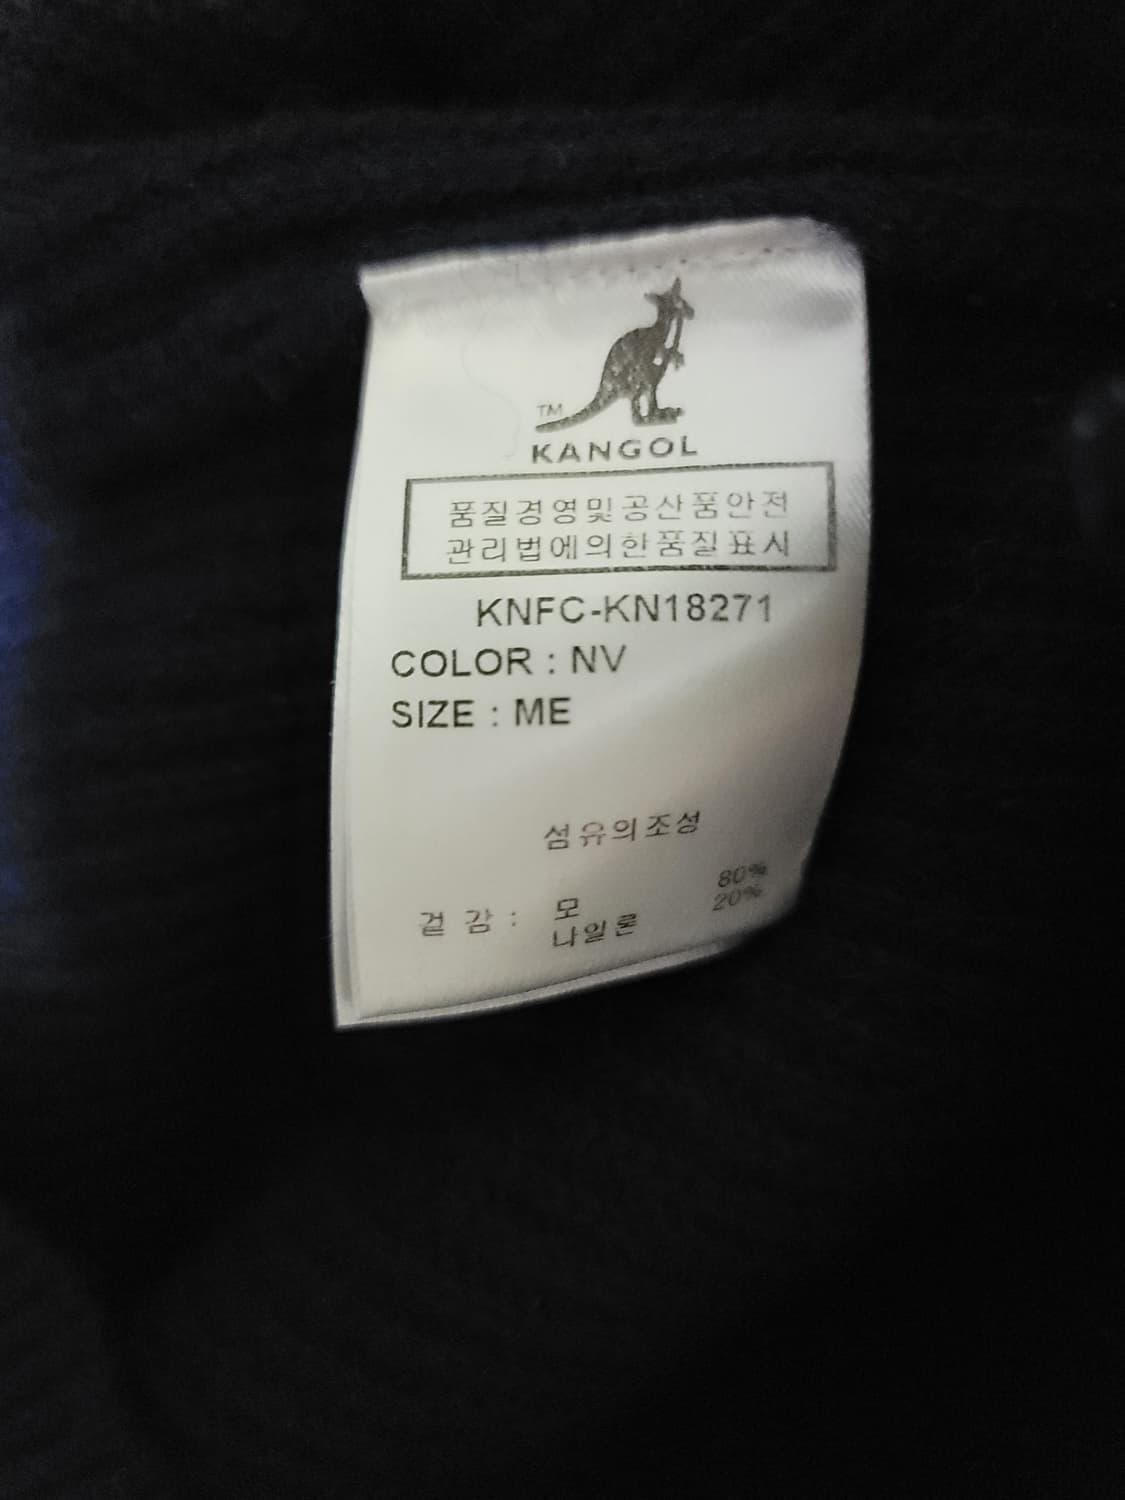 TM
KANGOL
품질경영및공산품안전
관리법에의한품질표시
KNFC-KN18271
COLOR : NV
SIZE : ME
섬유의조성
겉 감 : 모 80%
나일론 20%